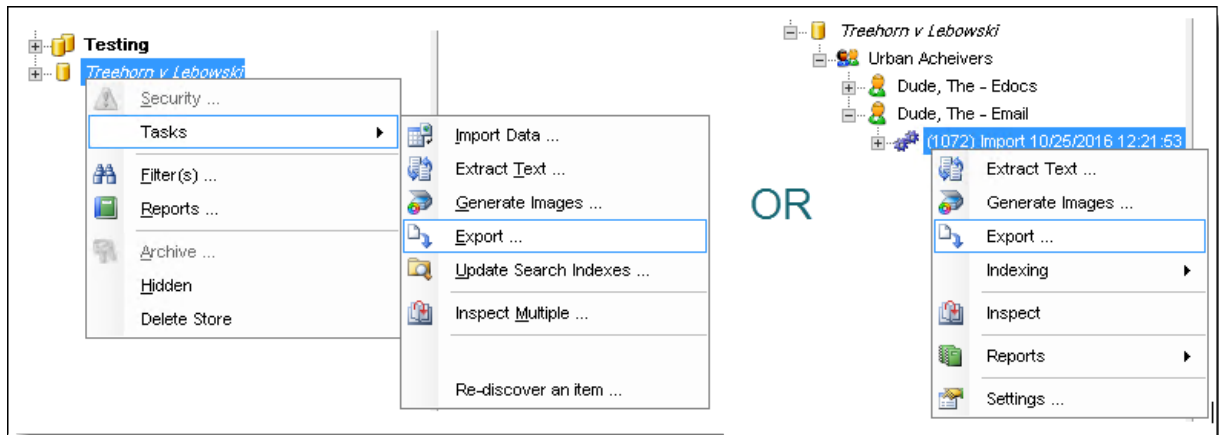 Testing
Treehorn v Lebowski
Security ...
Tasks
Filter(s) ...
Reports ...
Archive ...
Hidden
Delete Store
Import Data ...
Extract Text ...
Generate Images ...
Export ...
Update Search Indexes ...
Inspect Multiple ...
Re-discover an item ...
OR
Treehorn v Lebowski
Urban Acheivers
Dude, The - Edocs
Dude, The - Email
(1072) Import 10/25/2016 12:21:53
Extract Text ...
Generate Images ...
Export ...
Indexing
Inspect
Reports
Settings ...